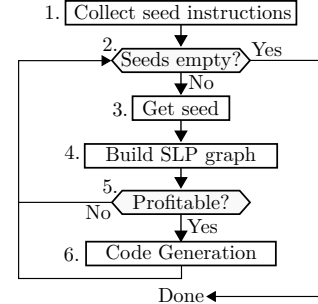 1. Collect seed instructions
2. Seeds empty? Yes
No
3. Get seed
4. Build SLP graph
5. Profitable?
No
Yes
6. Code Generation
Done